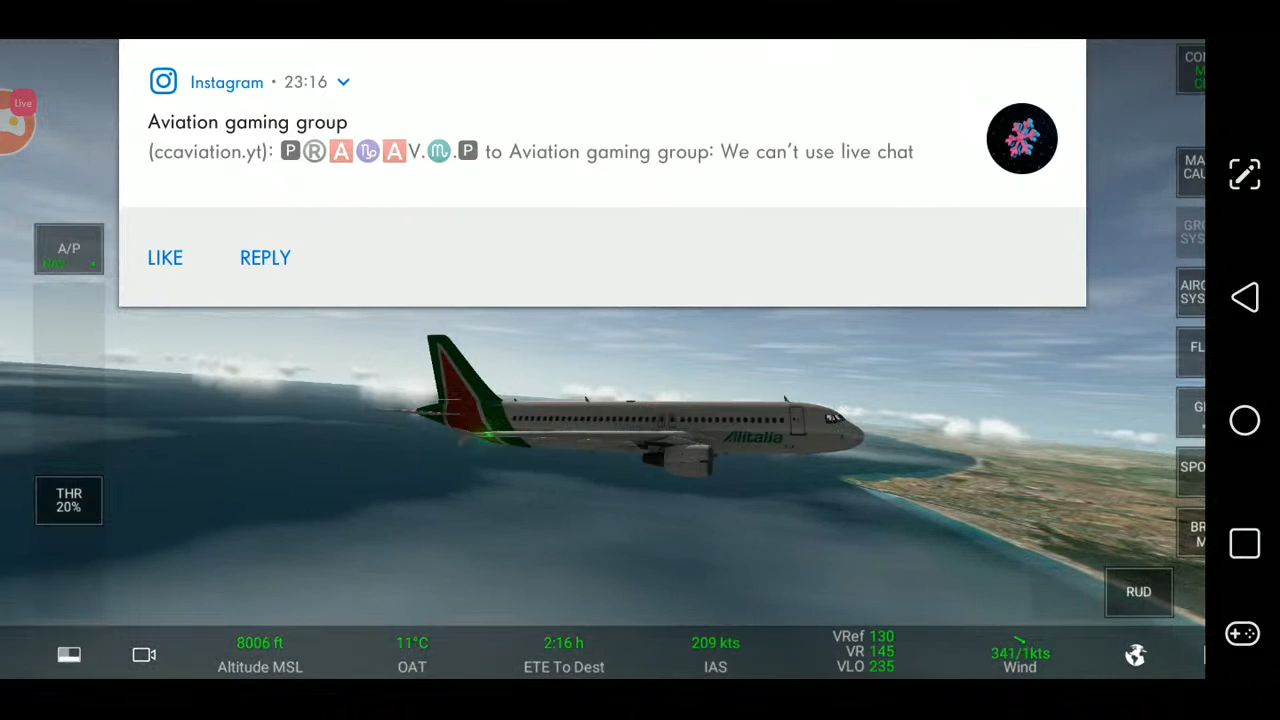 Instagram • 23:16
Aviation gaming group
(ccaviation.yt): 🅿®🅰♑🅰V.♏.🅿 to Aviation gaming group: We can't use live chat
LIKE REPLY
Live
A/P
NAV
THR
20%
Alitalia
RUD
8006 ft
Altitude MSL
11°C
OAT
2:16 h
ETE To Dest
209 kts
IAS
VRef 130
VR 145
VLO 235
341/1kts
Wind